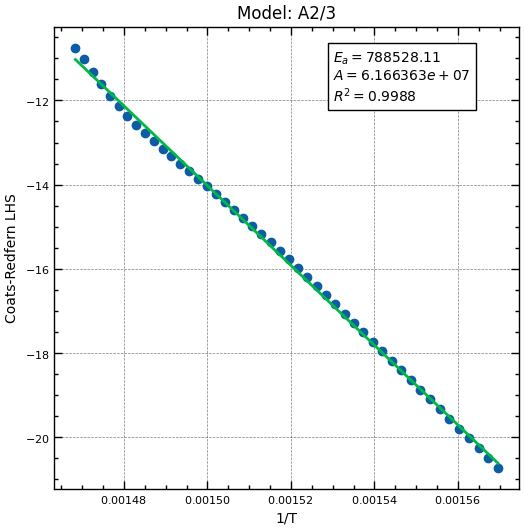 Model: A2/3
E_a = 788528.11
A = 6.166363e + 07
R^2 = 0.9988
−12
−14
−16
−18
−20
Coats-Redfern LHS
0.00148 0.00150 0.00152 0.00154 0.00156
1/T